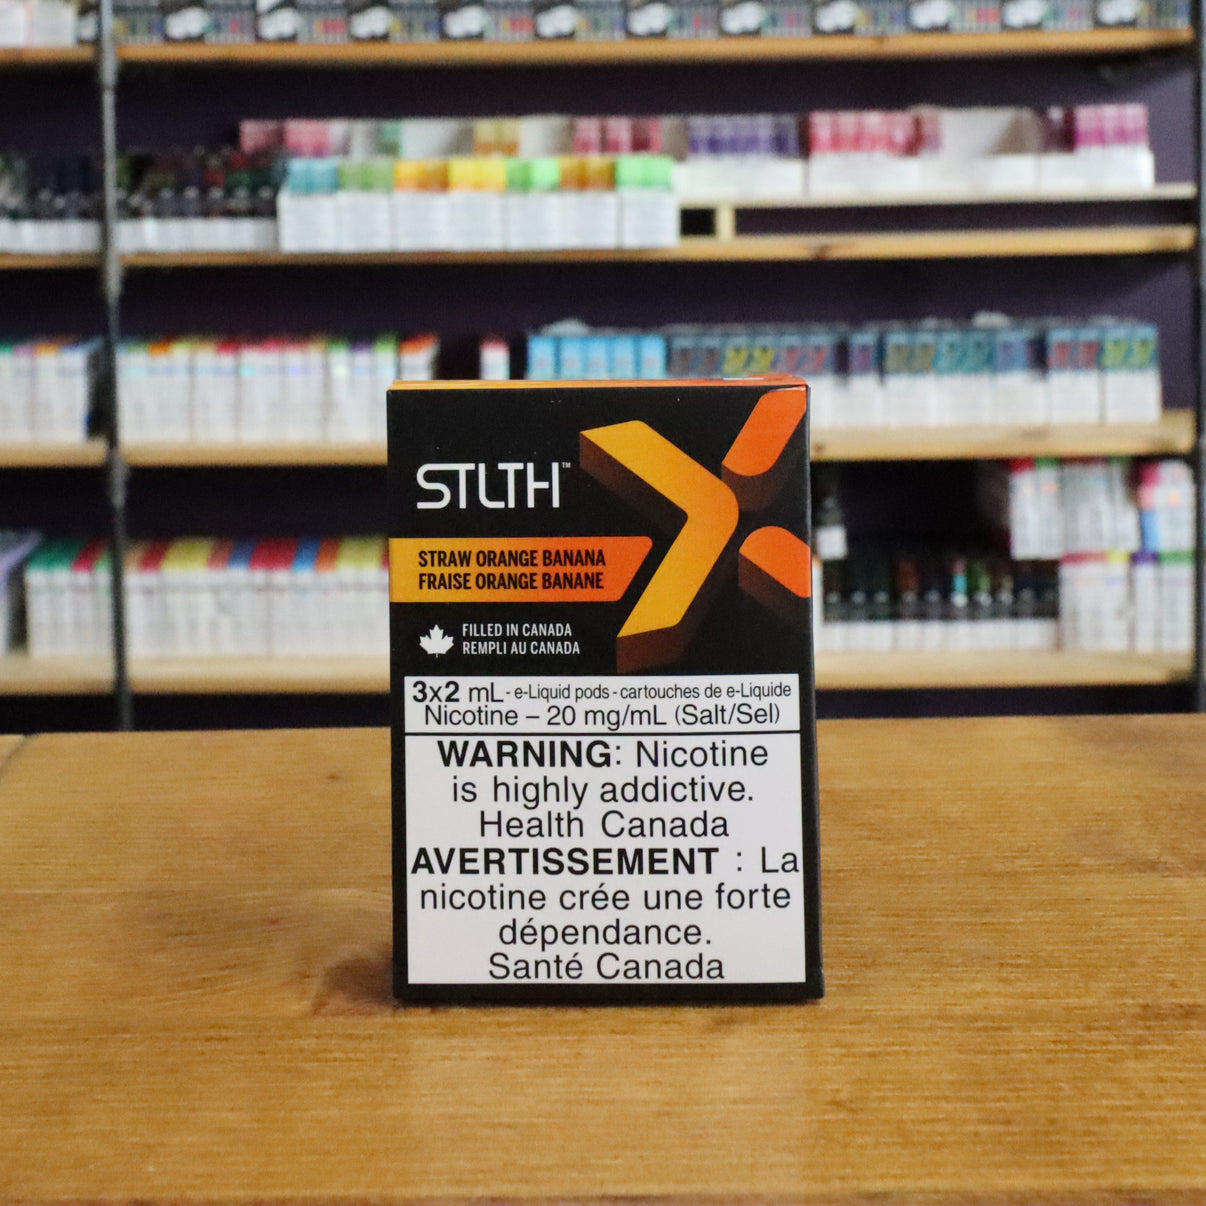 STLTH™
STRAW ORANGE BANANA
FRAISE ORANGE BANANE
FILLED IN CANADA
REMPLI AU CANADA
3x2 mL - e-Liquid pods - cartouches de e-Liquide
Nicotine – 20 mg/mL (Salt/Sel)
WARNING: Nicotine
is highly addictive.
Health Canada
AVERTISSEMENT : La
nicotine crée une forte
dépendance.
Santé Canada